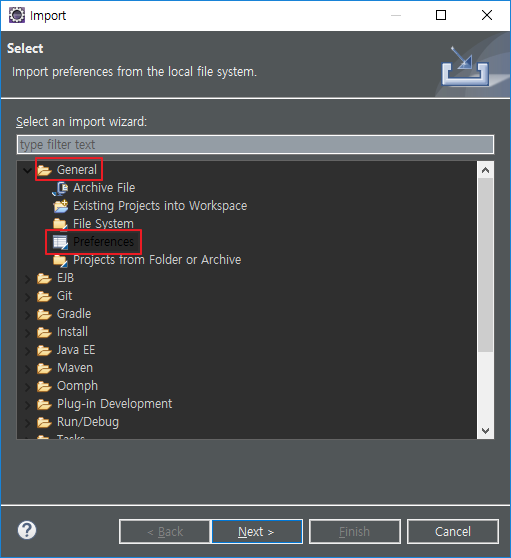 Import
Select
Import preferences from the local file system.
Select an import wizard:
type filter text
General
Archive File
Existing Projects into Workspace
File System
Preferences
Projects from Folder or Archive
EJB
Git
Gradle
Install
Java EE
Maven
Oomph
Plug-in Development
Run/Debug
Tasks
?
< Back
Next >
Finish
Cancel